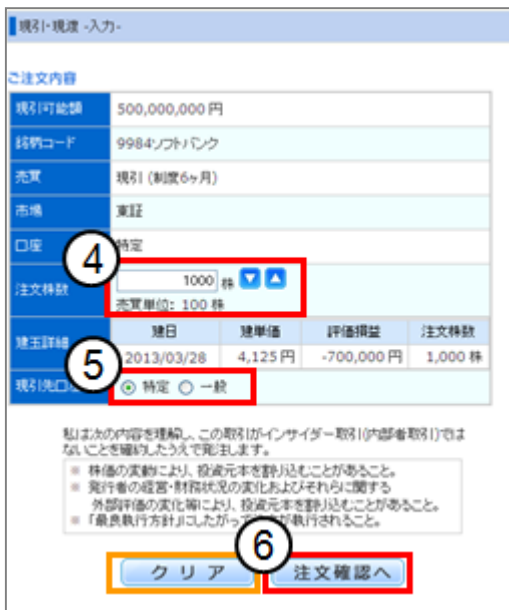 現引・現渡 -入力-
ご注文内容
現引可能額 500,000,000 円
銘柄コード 9984ソフトバンク
売買 現引 (制度6ヶ月)
市場 東証
口座 特定
4
注文株数 1000 株
売買単位: 100 株
建玉詳細 建日 建単価 評価損益 注文株数
2013/03/28 4,125 円 -700,000 円 1,000 株
5
現引先口 特定 一般
私は次の内容を理解し、この取引がインサイダー取引(内部者取引)では
ないことを確約したうえで発注します。
株価の変動により、投資元本を割り込むことがあること。
発行者の経営・財務状況の変化およびそれらに関する
外部評価の変化等により、投資元本を割り込むことがあること。
「最良執行方針」にしたがって が執行されること。
6
クリア 注文確認へ